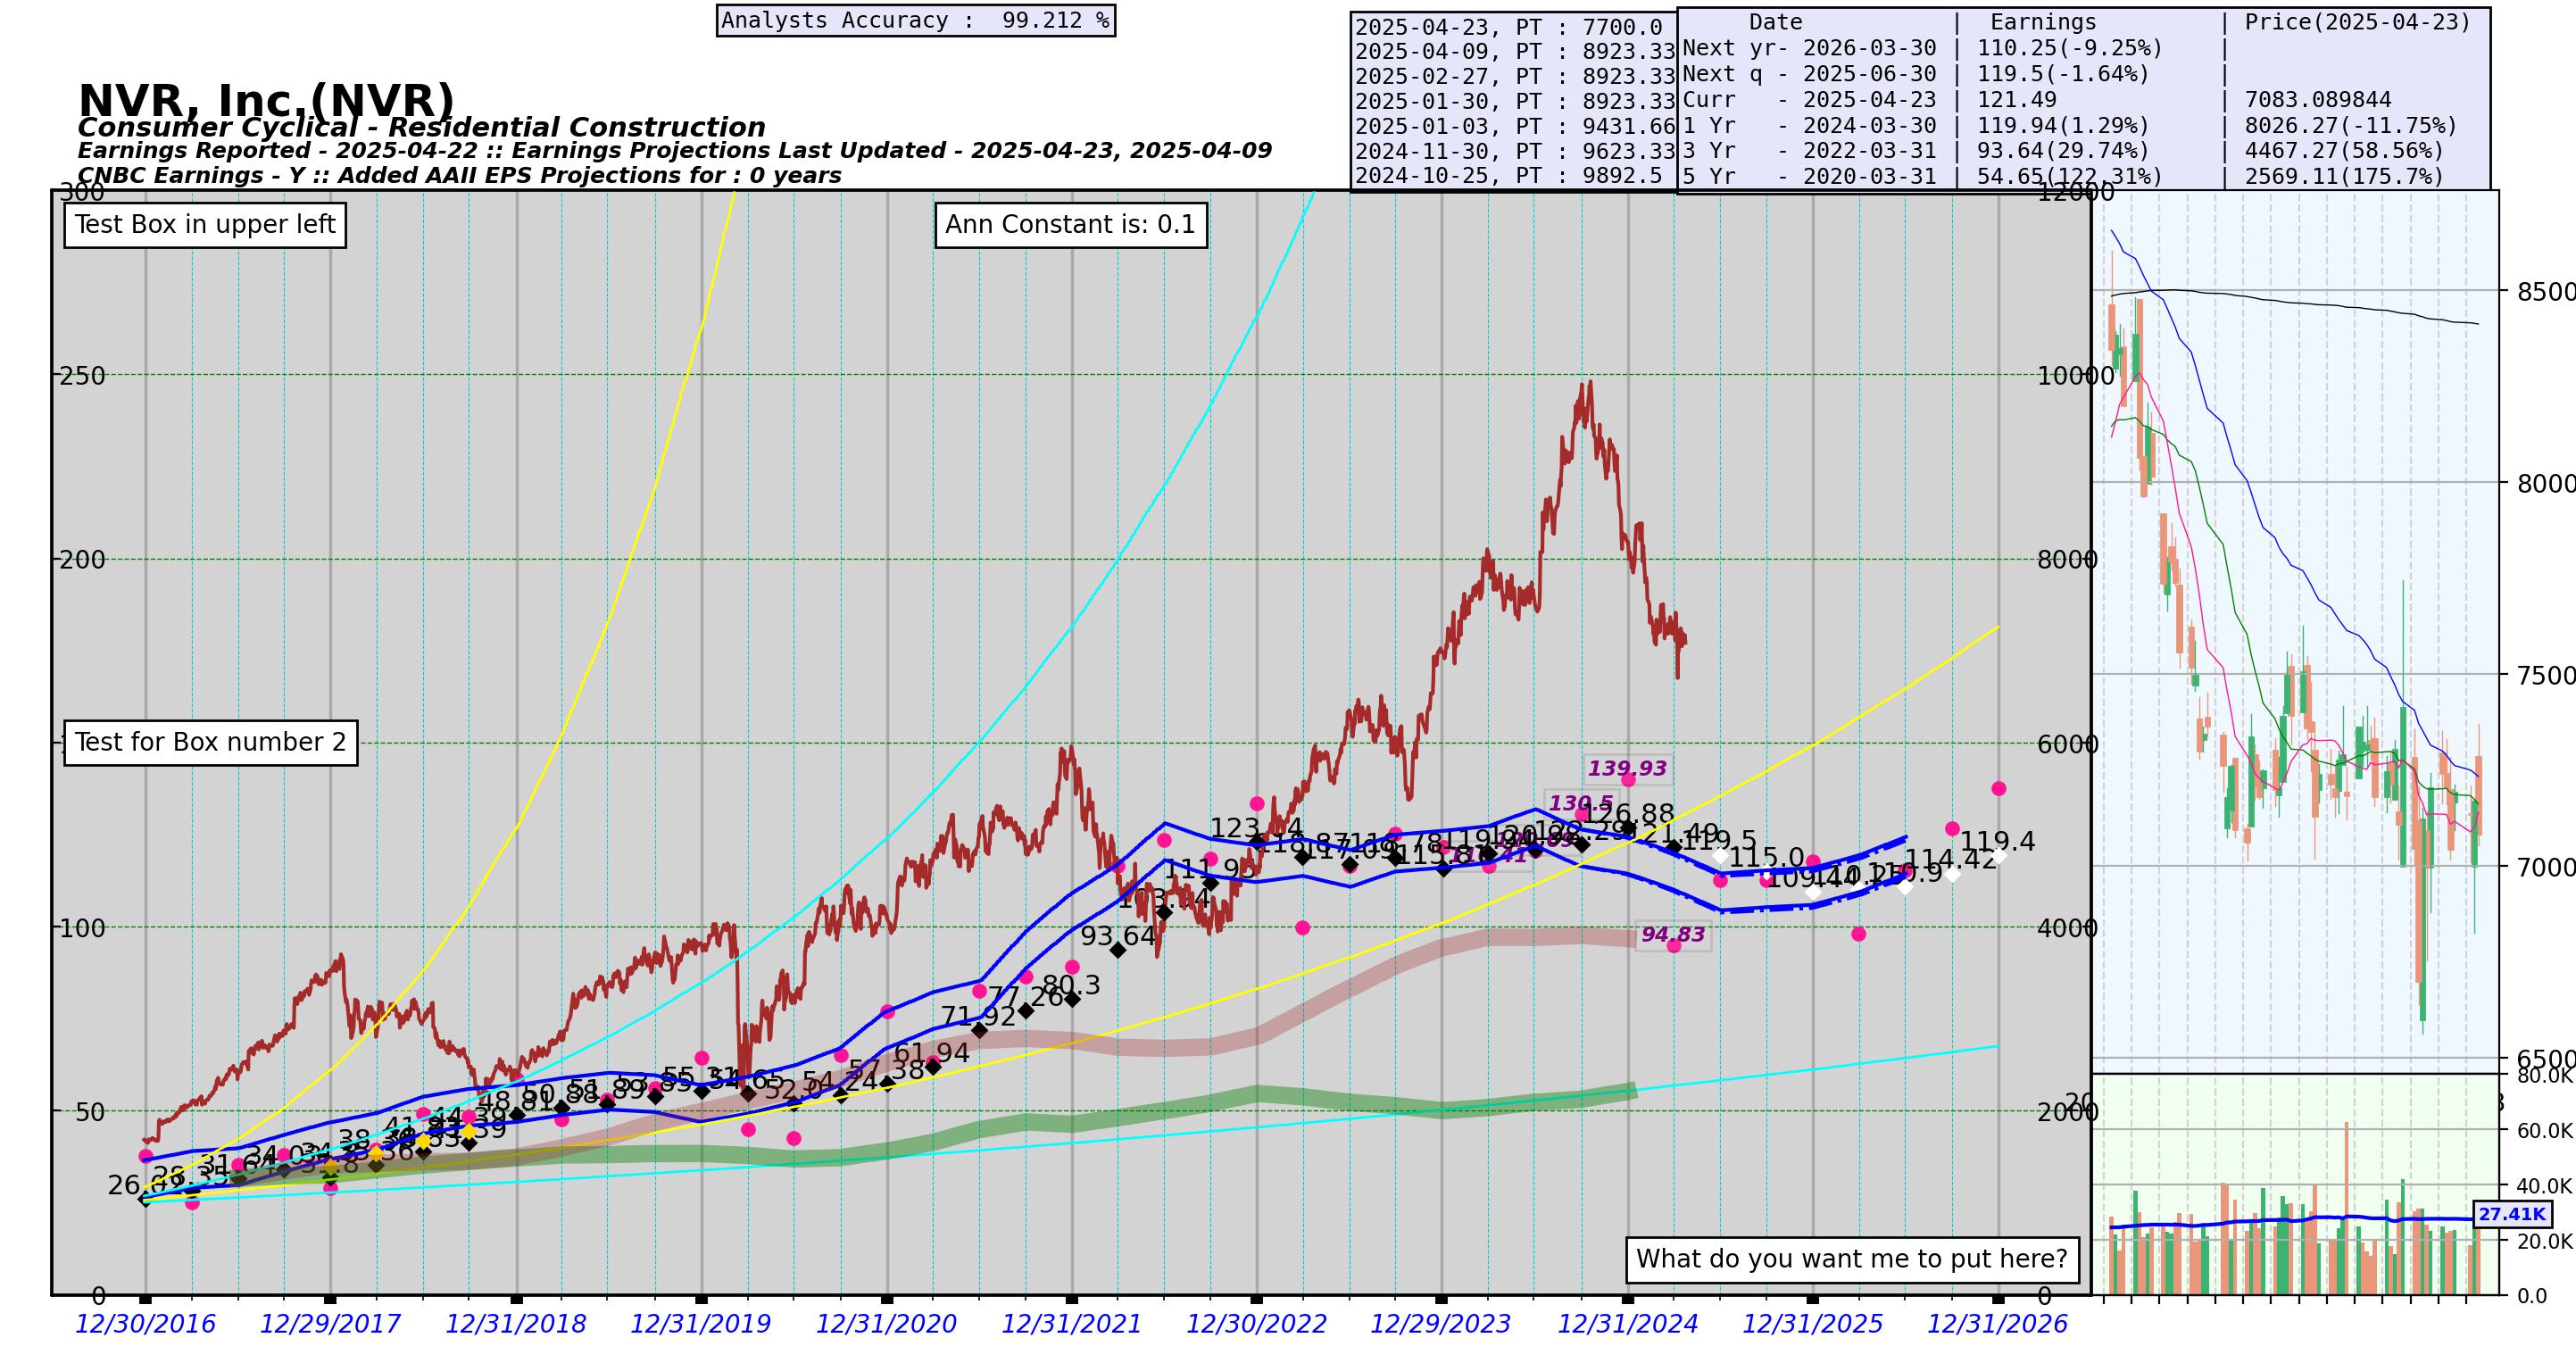 Analysts Accuracy :  99.212 %
2025-04-23, PT : 7700.0
2025-04-09, PT : 8923.33
2025-02-27, PT : 8923.33
2025-01-30, PT : 8923.33
2025-01-03, PT : 9431.66
2024-11-30, PT : 9623.33
2024-10-25, PT : 9892.5
Date | Earnings | Price(2025-04-23)
Next yr- 2026-03-30 | 110.25(-9.25%) |
Next q - 2025-06-30 | 119.5(-1.64%) |
Curr - 2025-04-23 | 121.49 | 7083.089844
1 Yr - 2024-03-30 | 119.94(1.29%) | 8026.27(-11.75%)
3 Yr - 2022-03-31 | 93.64(29.74%) | 4467.27(58.56%)
5 Yr - 2020-03-31 | 54.65(122.31%) | 2569.11(175.7%)
NVR, Inc.(NVR)
Consumer Cyclical - Residential Construction
Earnings Reported - 2025-04-22 :: Earnings Projections Last Updated - 2025-04-23, 2025-04-09
CNBC Earnings - Y :: Added AAII EPS Projections for : 0 years
Test Box in upper left
Ann Constant is: 0.1
Test for Box number 2
What do you want me to put here?
300
250
200
100
50
0
12000
10000
8000
6000
4000
2000
0
139.93
130.5
126.88
119.5
115.0
114.42
119.4
94.83
111.95
103.94
93.64
80.3
77.26
71.92
61.94
57.38
8500
8000
7500
7000
6500
80.0K
60.0K
40.0K
27.41K
20.0K
0.0
12/30/2016
12/29/2017
12/31/2018
12/31/2019
12/31/2020
12/31/2021
12/30/2022
12/29/2023
12/31/2024
12/31/2025
12/31/2026